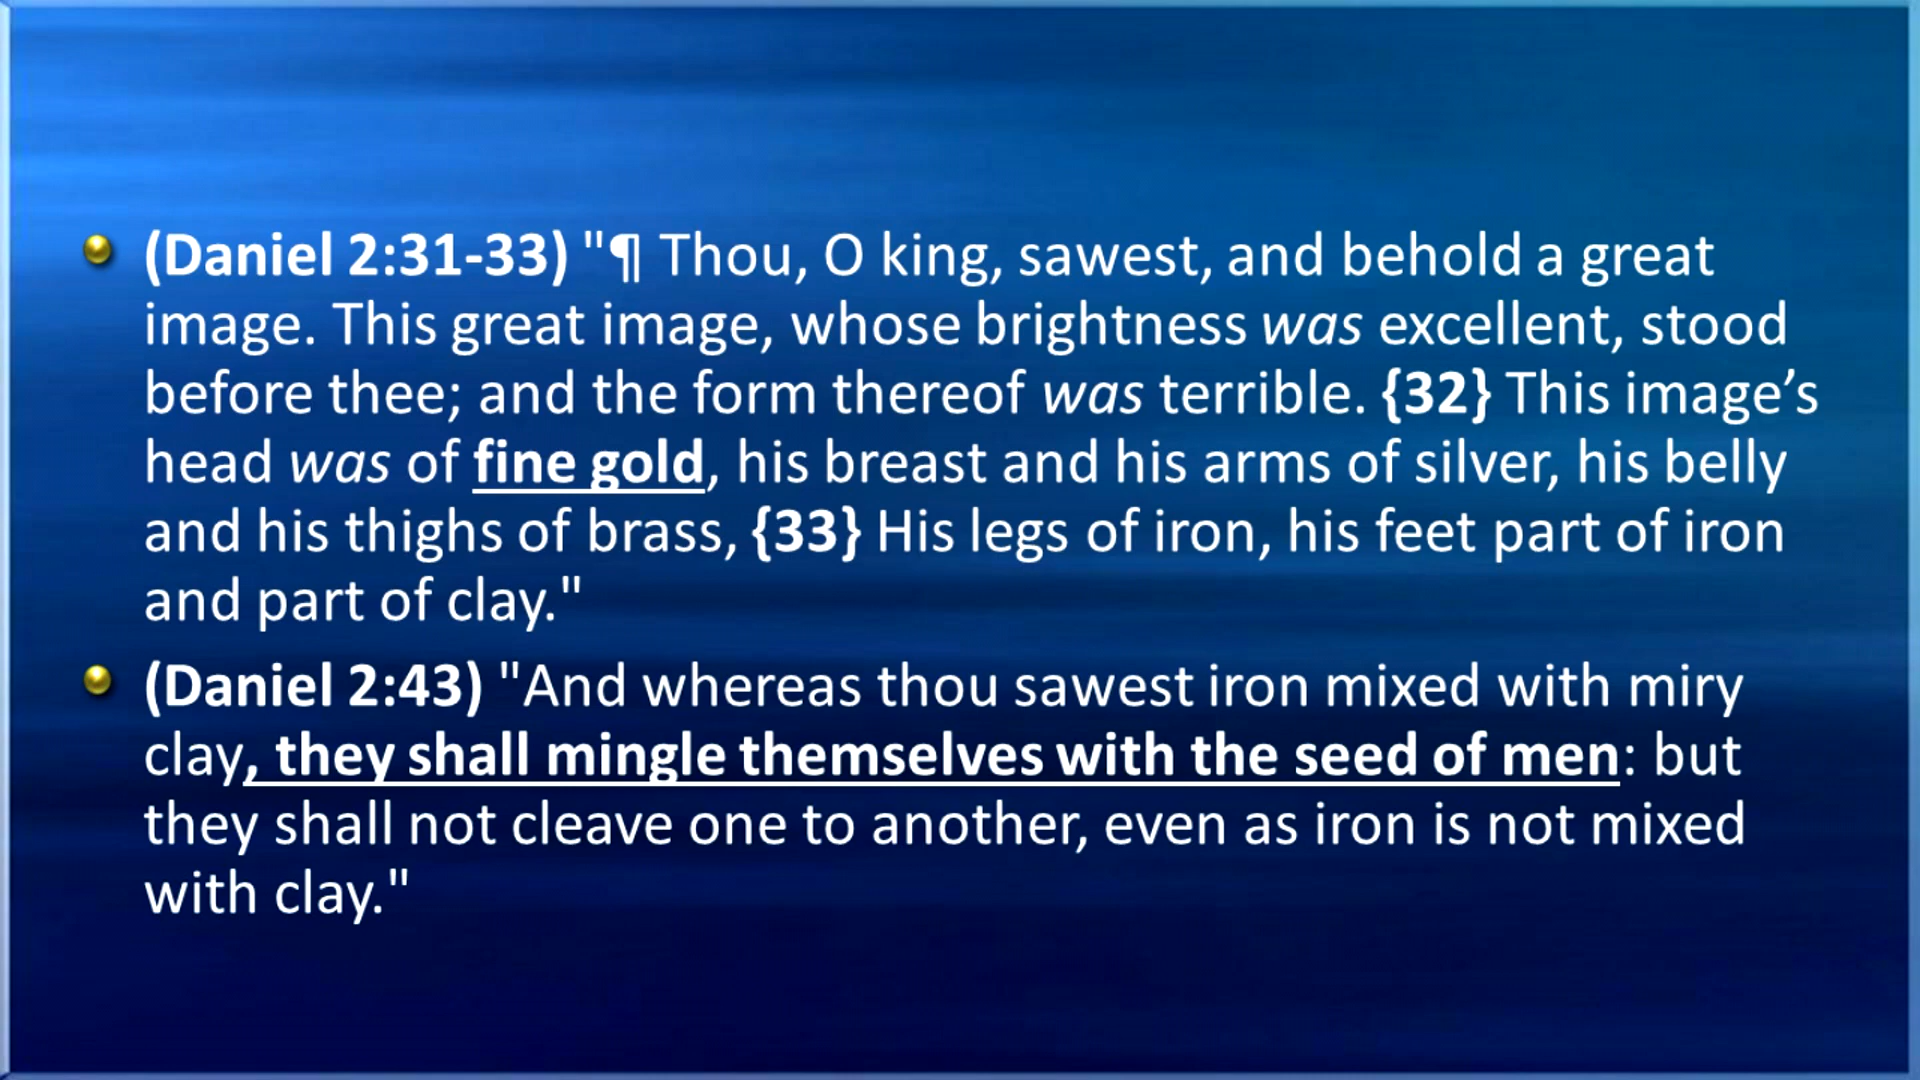 (Daniel 2:31-33) "¶ Thou, O king, sawest, and behold a great
image. This great image, whose brightness was excellent, stood
before thee; and the form thereof was terrible. {32} This image’s
head was of fine gold, his breast and his arms of silver, his belly
and his thighs of brass, {33} His legs of iron, his feet part of iron
and part of clay."
(Daniel 2:43) "And whereas thou sawest iron mixed with miry
clay, they shall mingle themselves with the seed of men: but
they shall not cleave one to another, even as iron is not mixed
with clay."